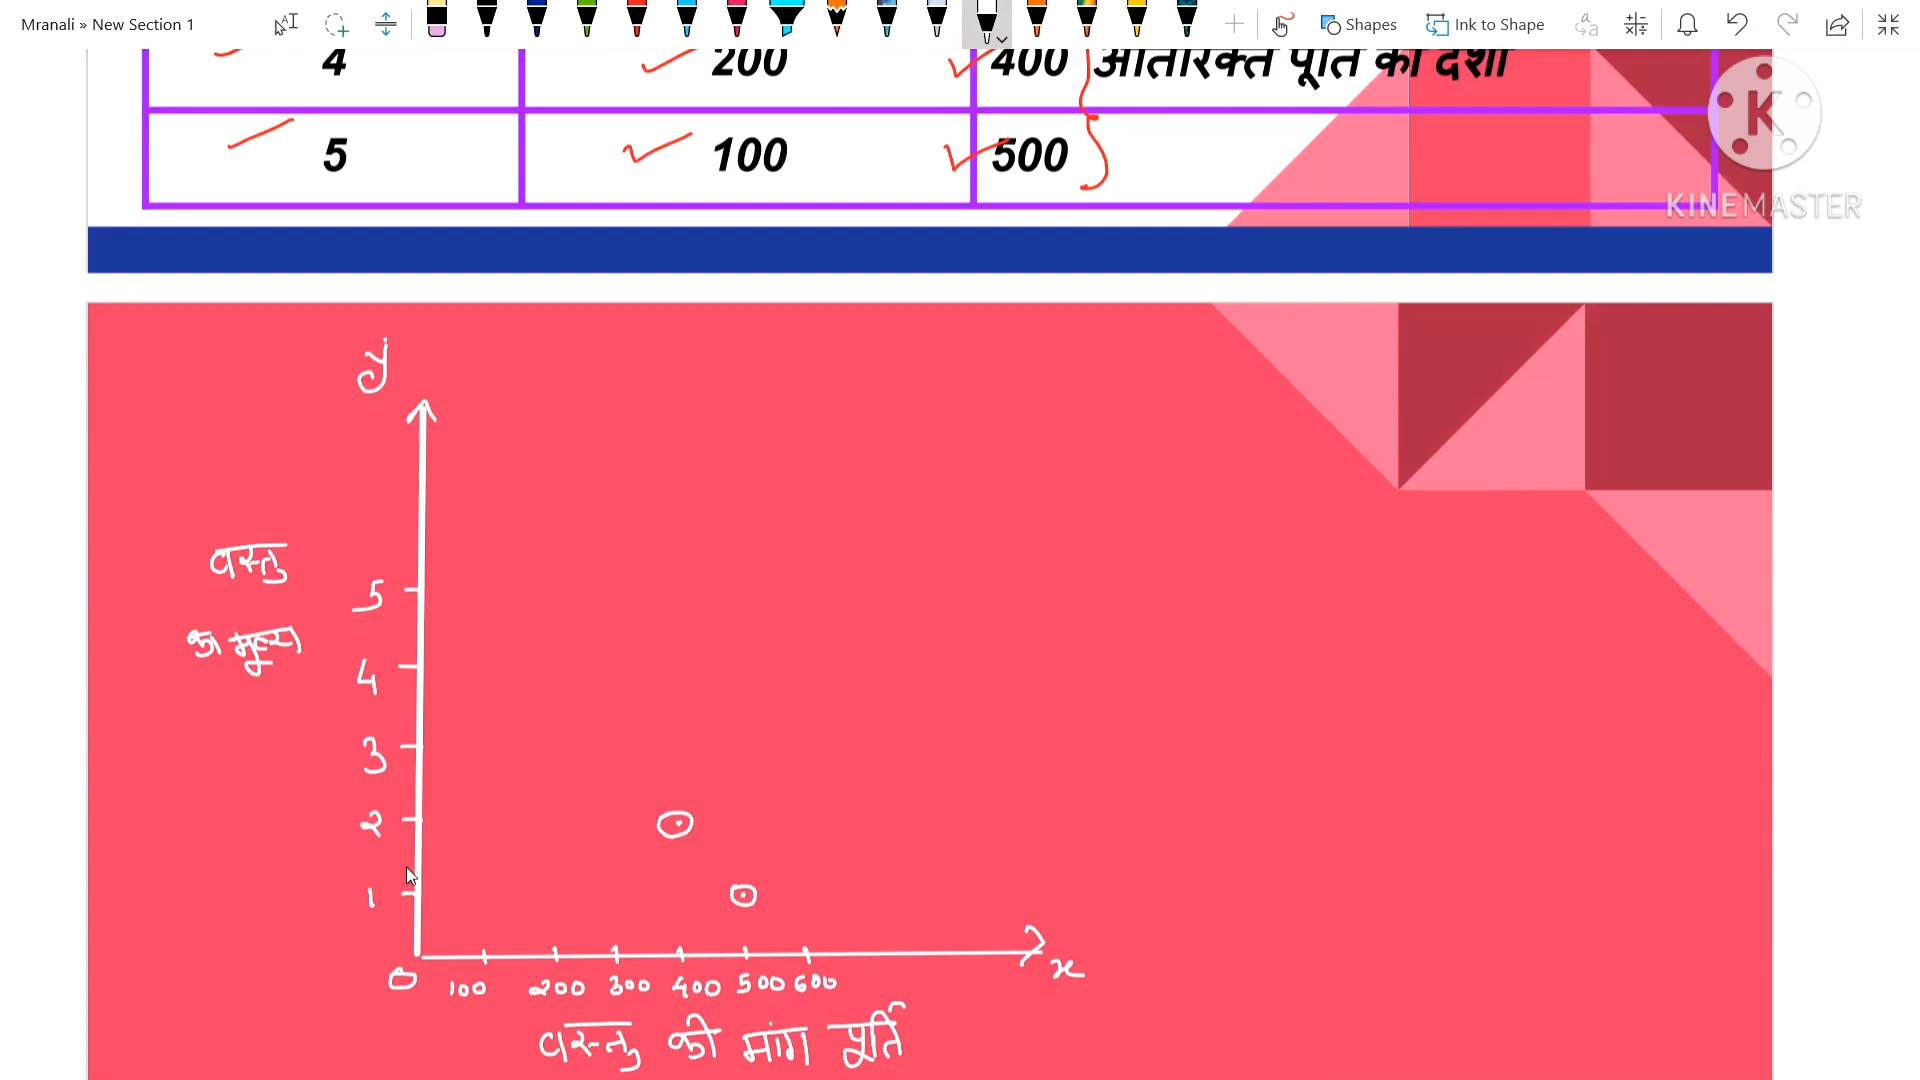 Mranali » New Section 1
Shapes
Ink to Shape
4 200 400 अतिरिक्त पूर्ति की दशा
5 100 500
K
KINEMASTER
y
वस्तु
का मूल्य
5
4
3
2
1
0
100 200 300 400 500 600
x
वस्तु की मांग पूर्ति